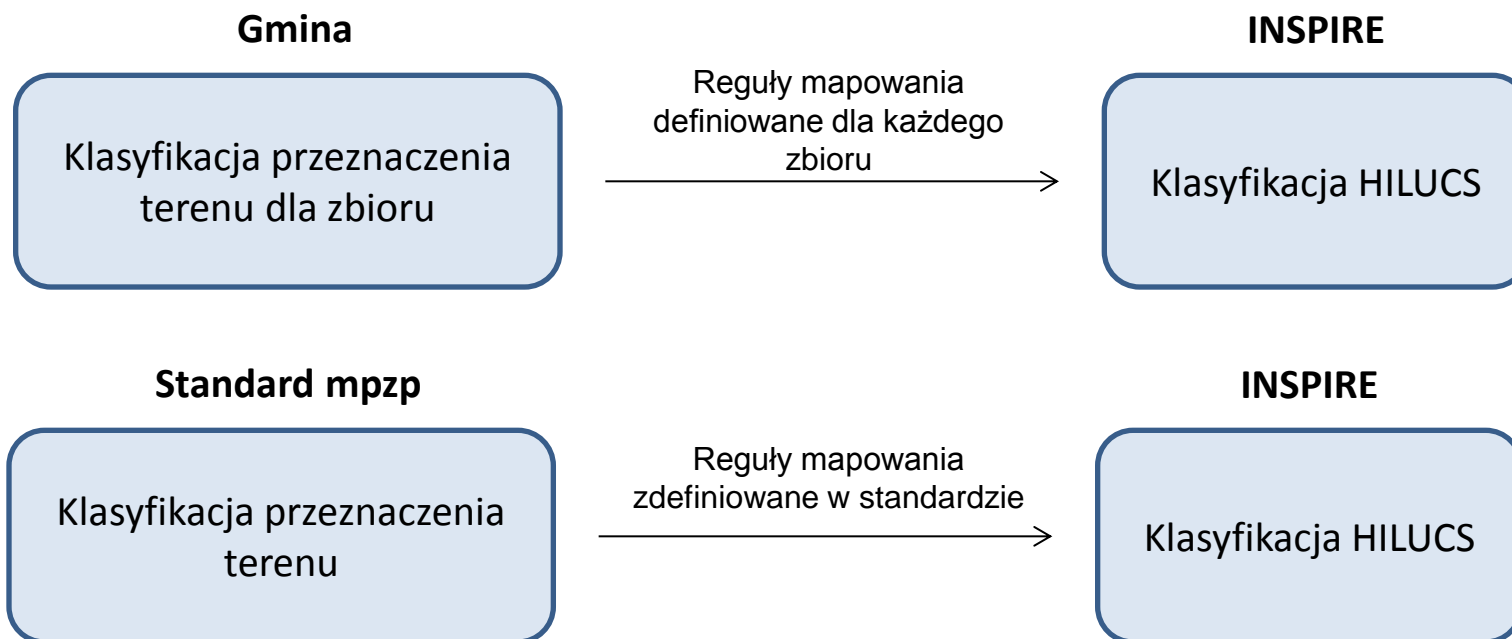 Gmina
INSPIRE
Klasyfikacja przeznaczenia
terenu dla zbioru
Reguły mapowania
definiowane dla każdego
zbioru
Klasyfikacja HILUCS
Standard mpzp
INSPIRE
Klasyfikacja przeznaczenia
terenu
Reguły mapowania
zdefiniowane w standardzie
Klasyfikacja HILUCS